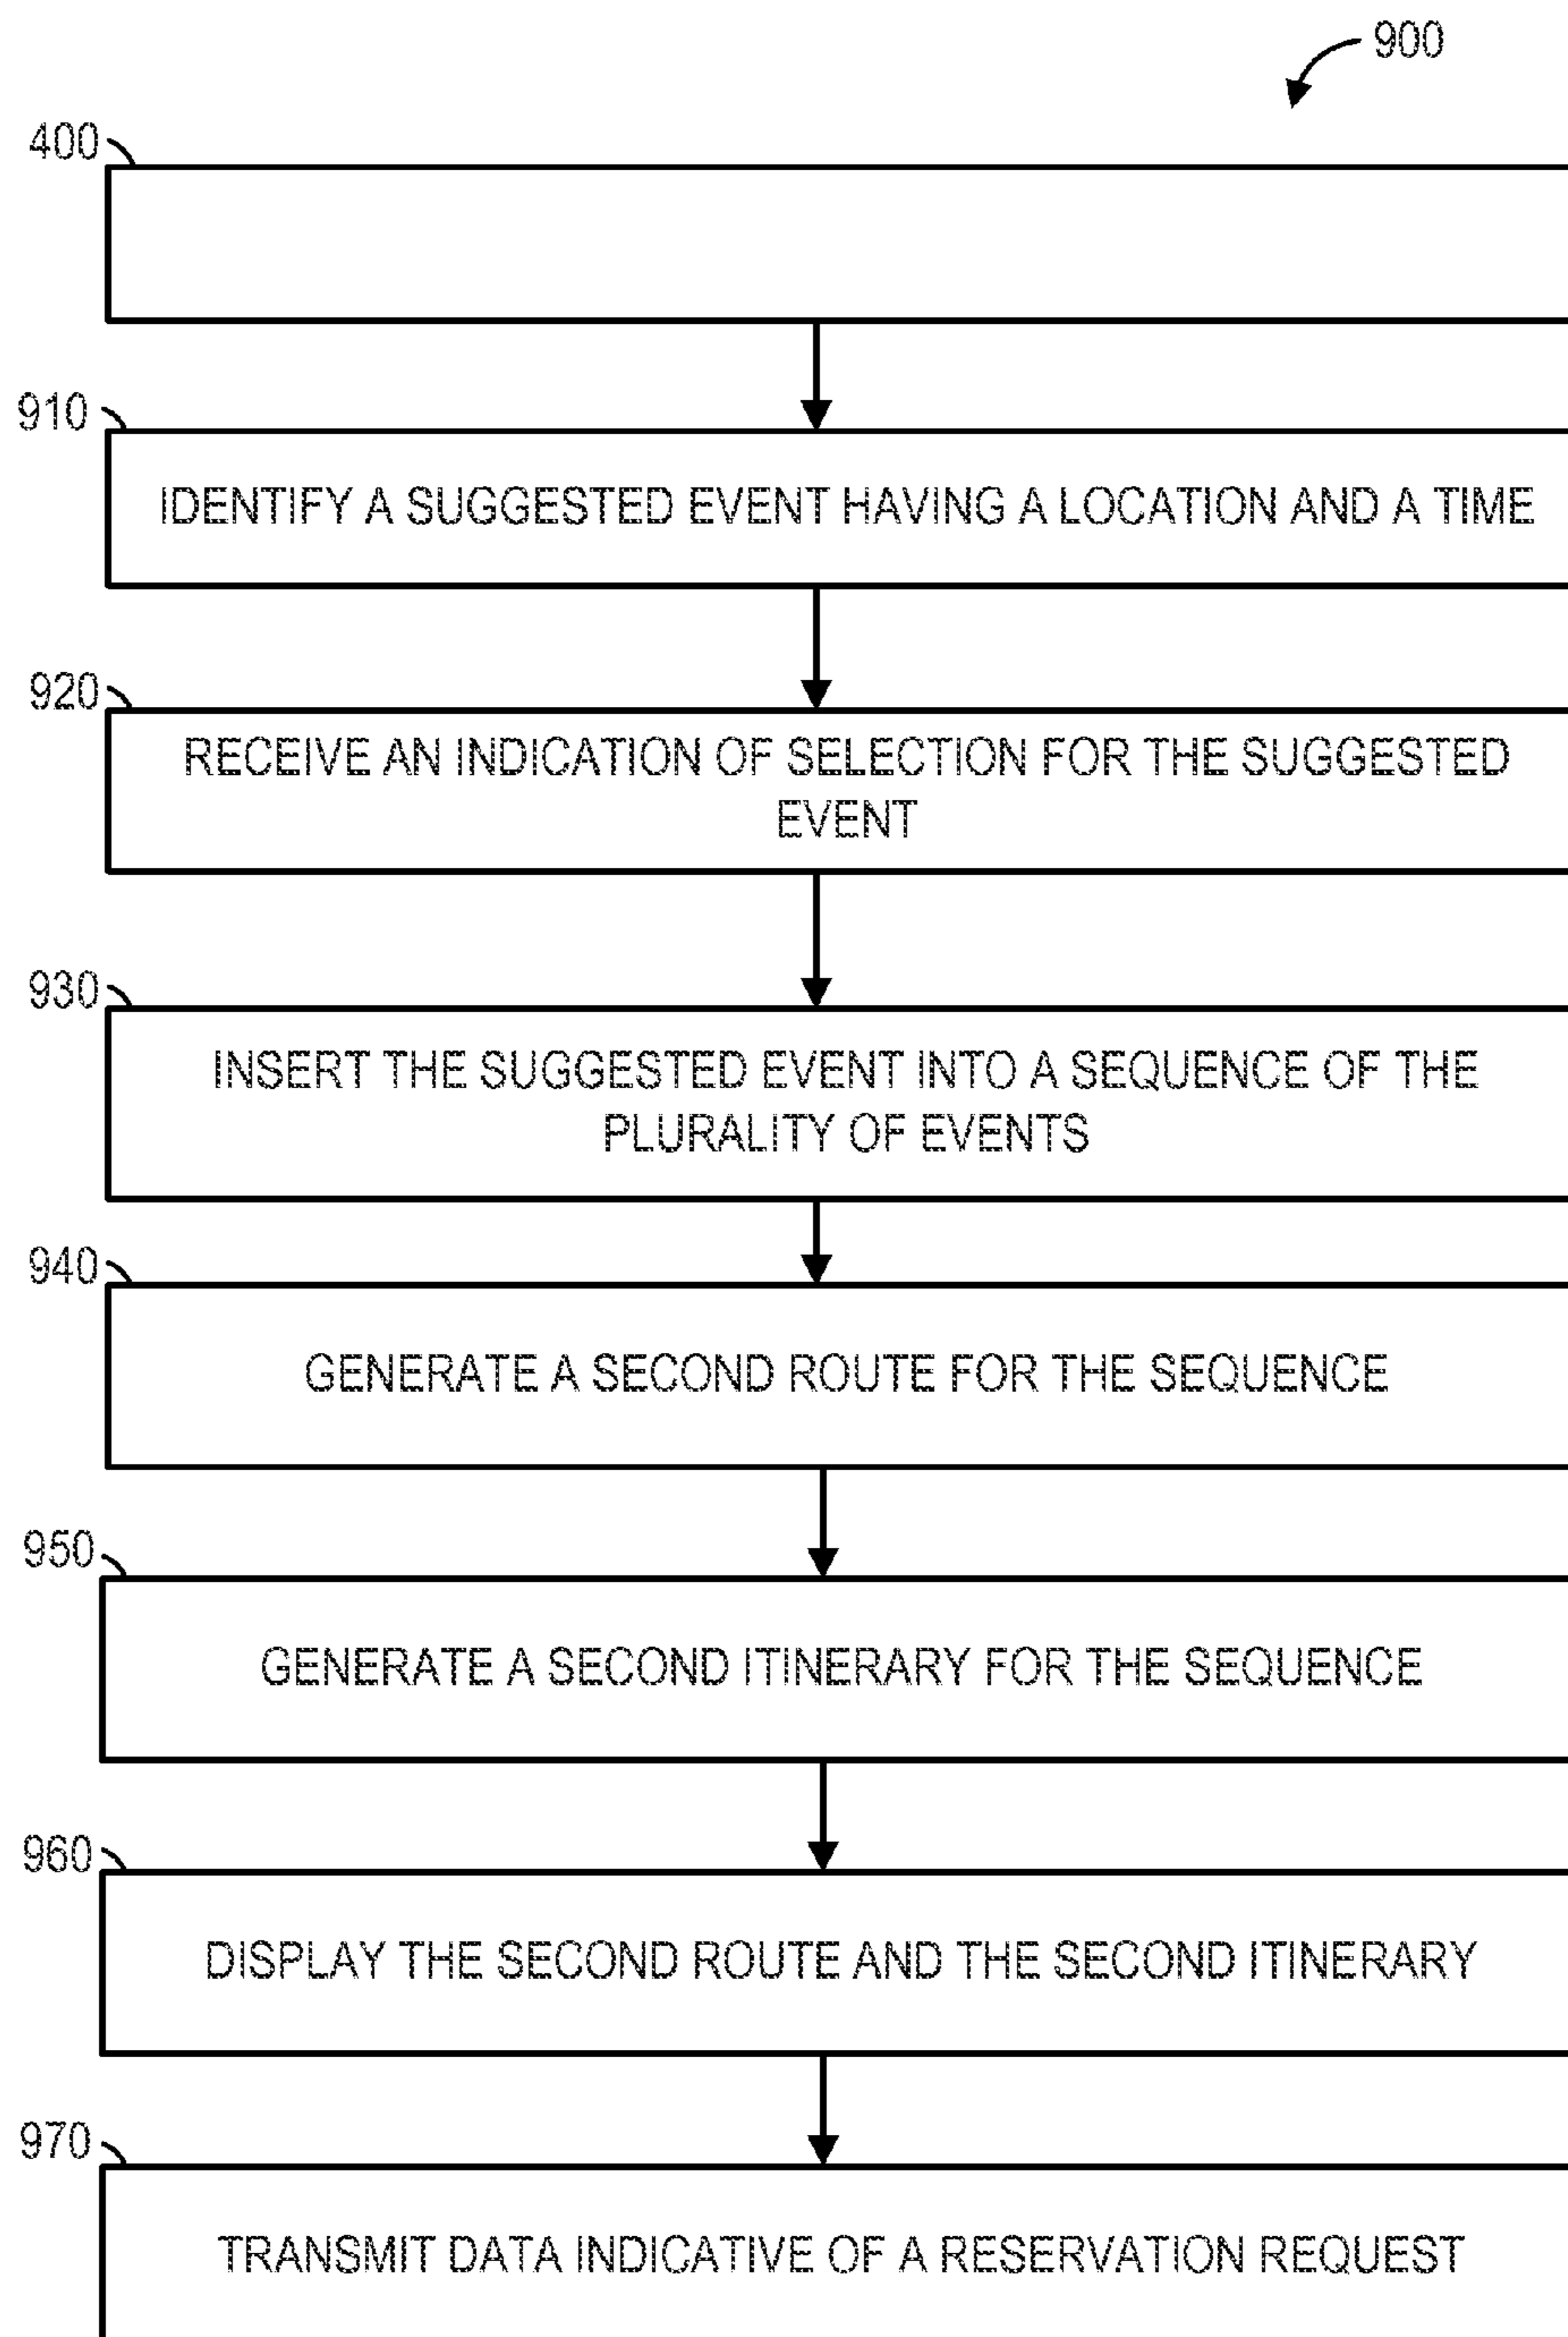 900
400
910
IDENTIFY A SUGGESTED EVENT HAVING A LOCATION AND A TIME
920
RECEIVE AN INDICATION OF SELECTION FOR THE SUGGESTED
EVENT
930
INSERT THE SUGGESTED EVENT INTO A SEQUENCE OF THE
PLURALITY OF EVENTS
940
GENERATE A SECOND ROUTE FOR THE SEQUENCE
950
GENERATE A SECOND ITINERARY FOR THE SEQUENCE
960
DISPLAY THE SECOND ROUTE AND THE SECOND ITINERARY
970
TRANSMIT DATA INDICATIVE OF A RESERVATION REQUEST